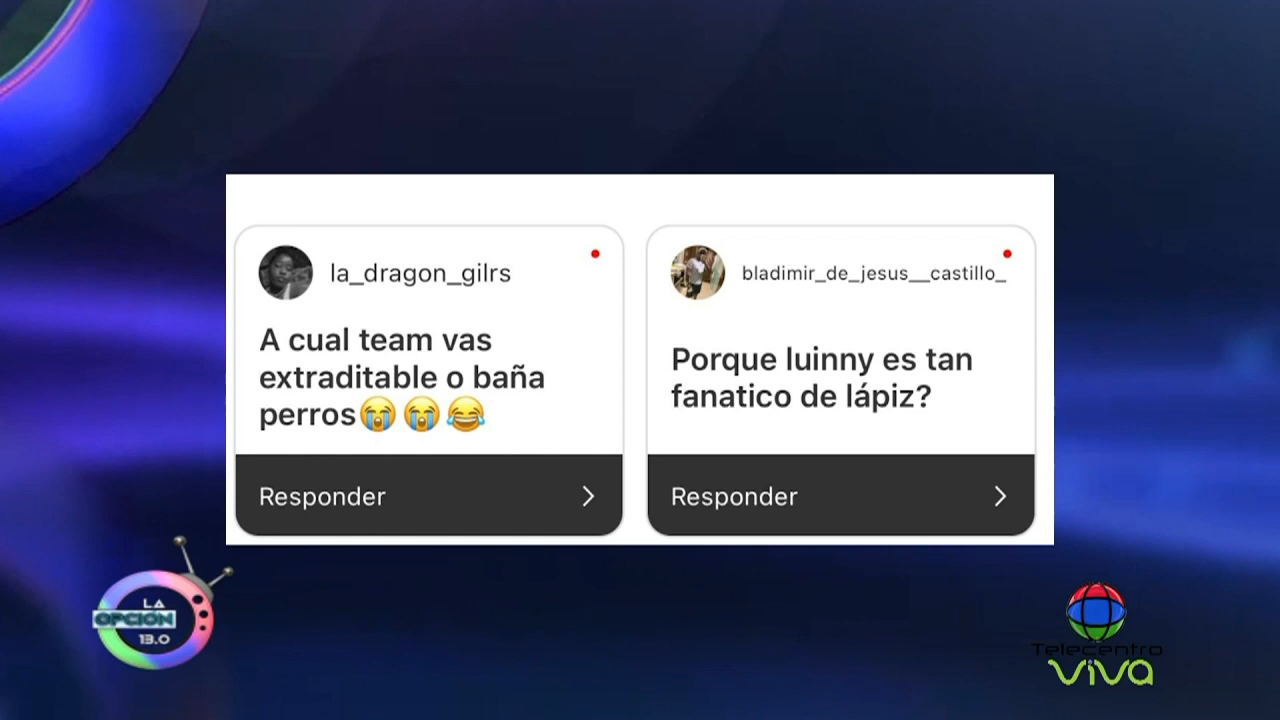 la_dragon_gilrs
A cual team vas
extraditable o baña
perros😭😭😂
Responder
bladimir_de_jesus__castillo_
Porque luinny es tan
fanatico de lápiz?
Responder
LA
OPCIÓN
13.0
Telecentro
viva